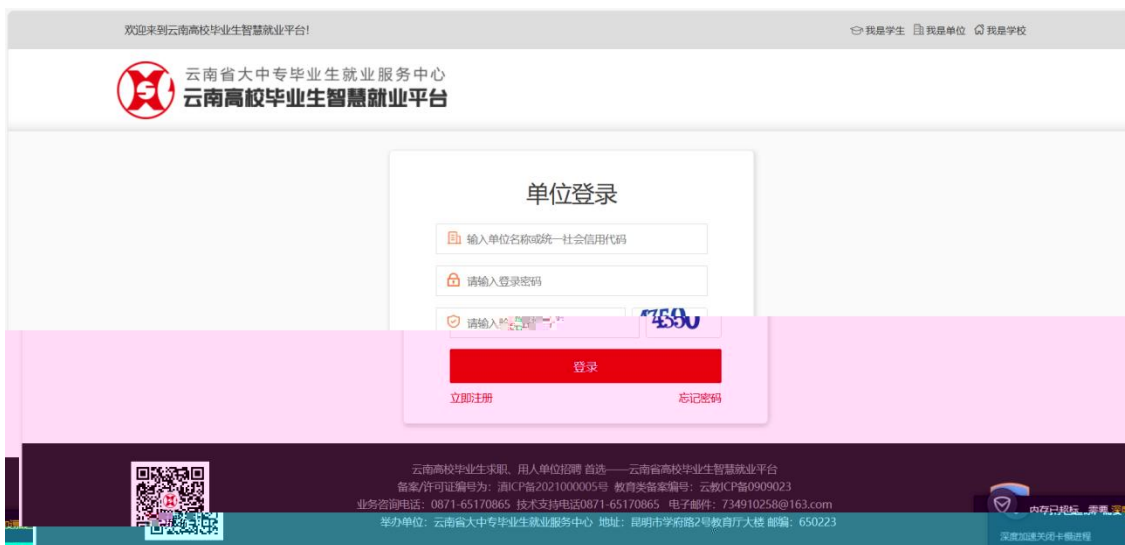 欢迎来到云南高校毕业生智慧就业平台!
我是学生 我是单位 我是学校
云南省大中专毕业生就业服务中心
云南高校毕业生智慧就业平台
单位登录
输入单位名称或统一社会信用代码
请输入登录密码
请输入
登录
立即注册 忘记密码
云南高校毕业生求职、用人单位招聘 首选——云南省高校毕业生智慧就业平台
备案/许可证编号为：滇ICP备2021000005号 教育类备案编号：云教ICP备0909023
业务咨询电话：0871-65170865 技术支持电话0871-65170865 电子邮件：734910258@163.com
举办单位：云南省大中专毕业生就业服务中心 地址：昆明市学府路2号教育厅大楼 邮编：650223
内存已超标，需要
深度加速关闭卡慢进程